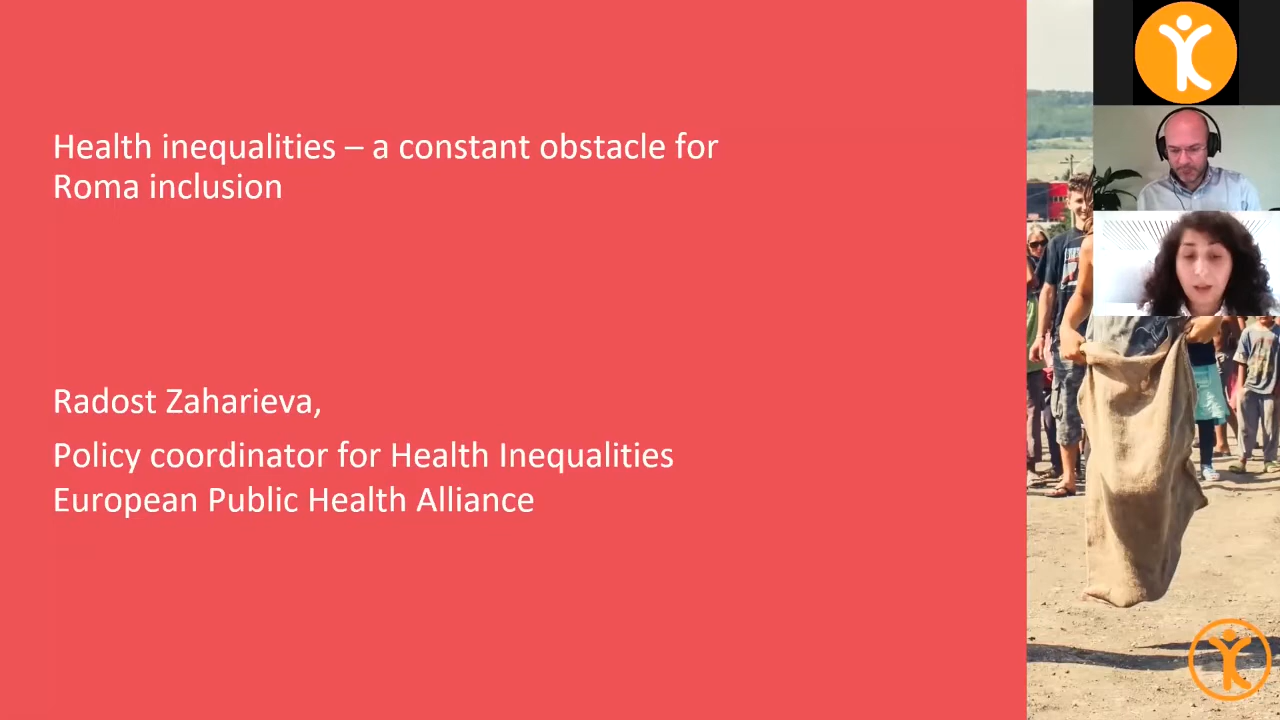 Health inequalities – a constant obstacle for
Roma inclusion
Radost Zaharieva,
Policy coordinator for Health Inequalities
European Public Health Alliance